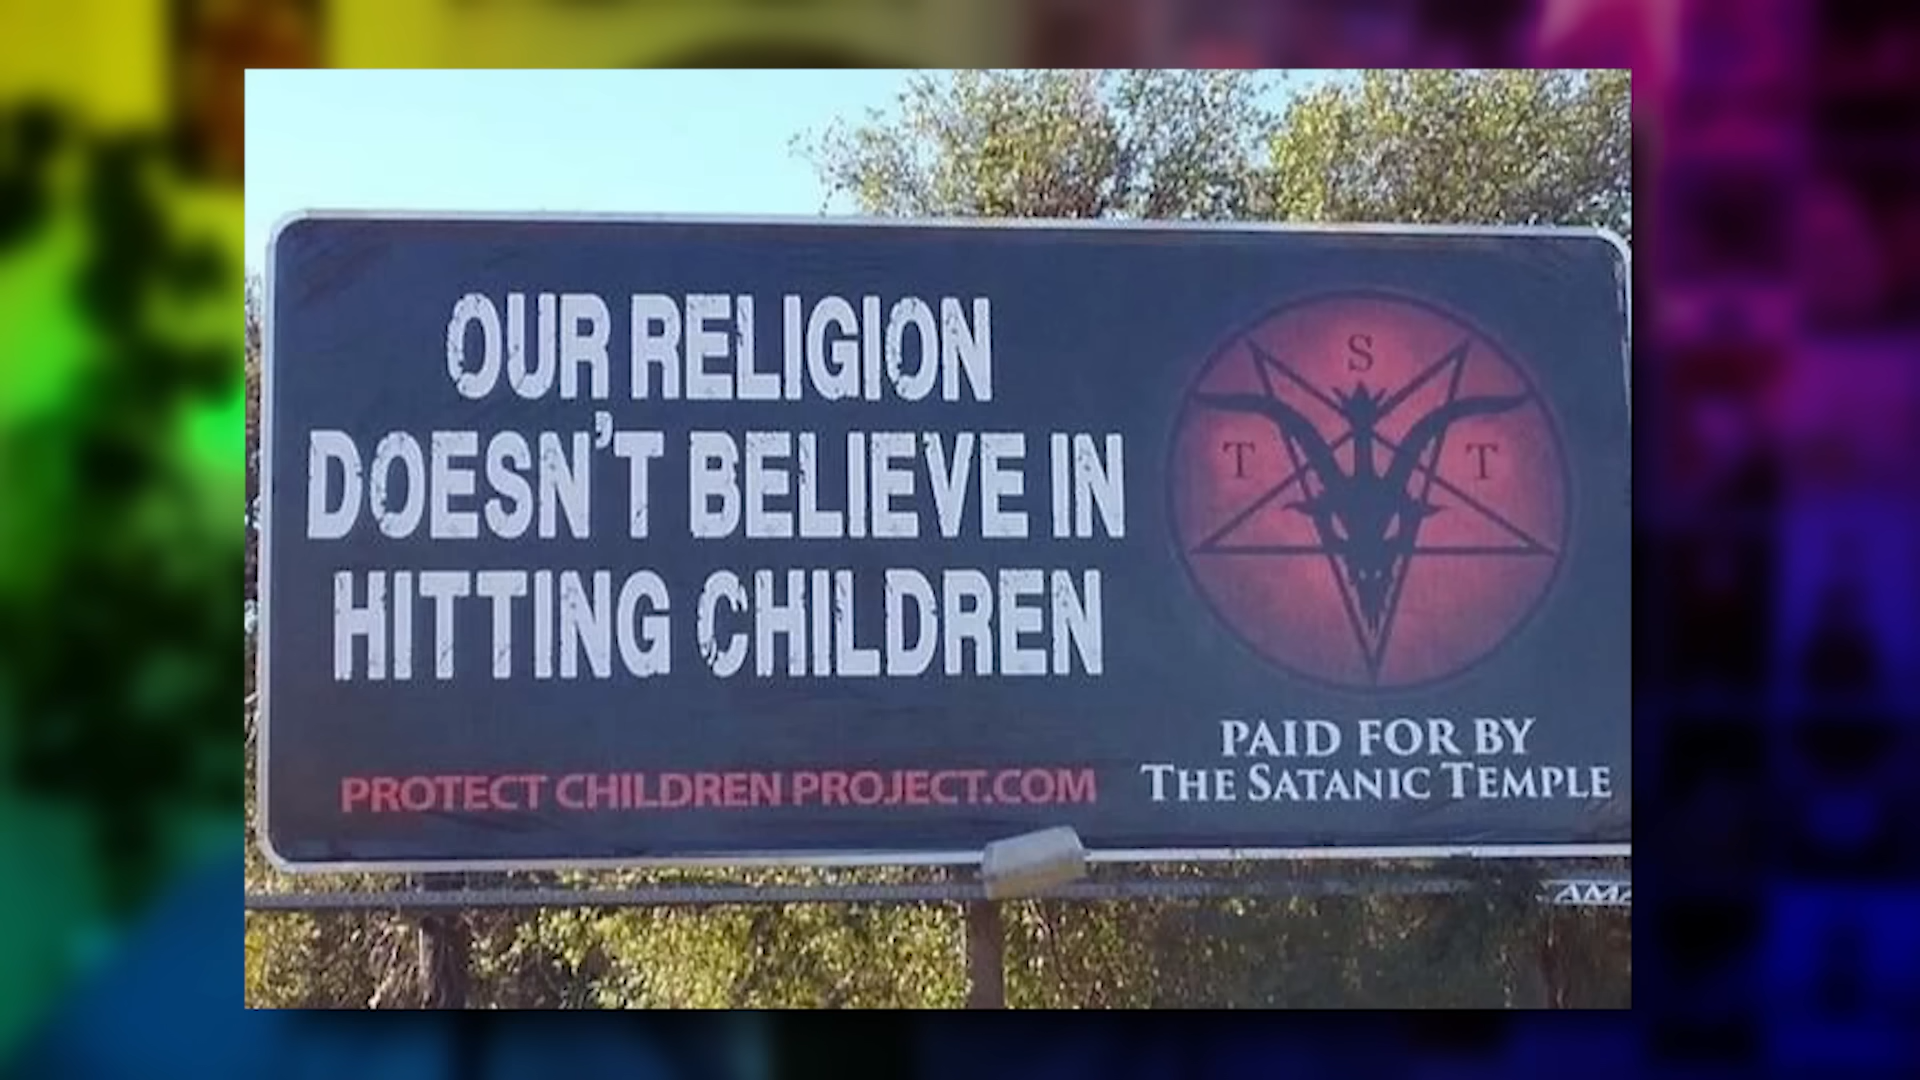 OUR RELIGION
DOESN'T BELIEVE IN
HITTING CHILDREN
PROTECT CHILDREN PROJECT.COM
S
T T
PAID FOR BY
THE SATANIC TEMPLE